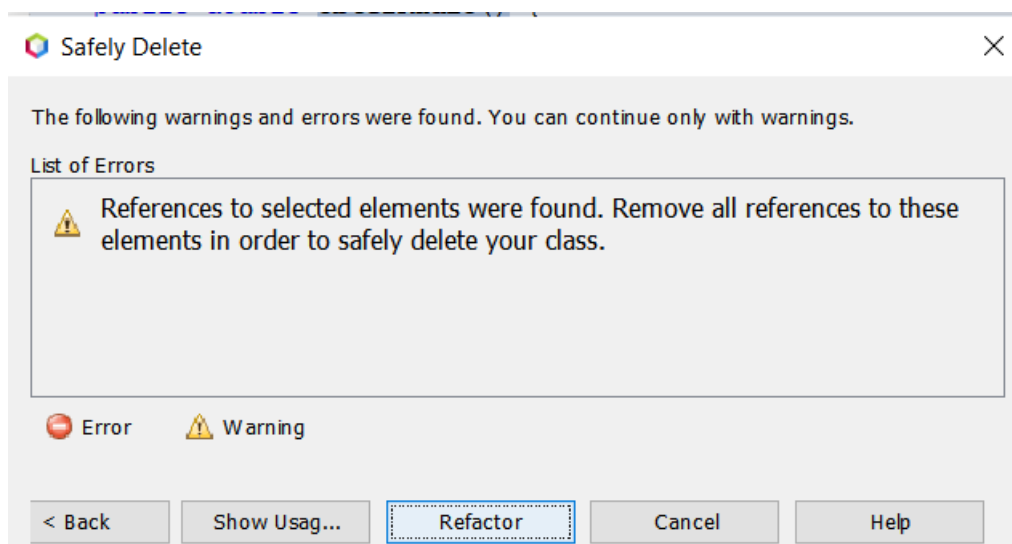 Safely Delete
The following warnings and errors were found. You can continue only with warnings.
List of Errors
References to selected elements were found. Remove all references to these
elements in order to safely delete your class.
Error Warning
< Back Show Usag... Refactor Cancel Help